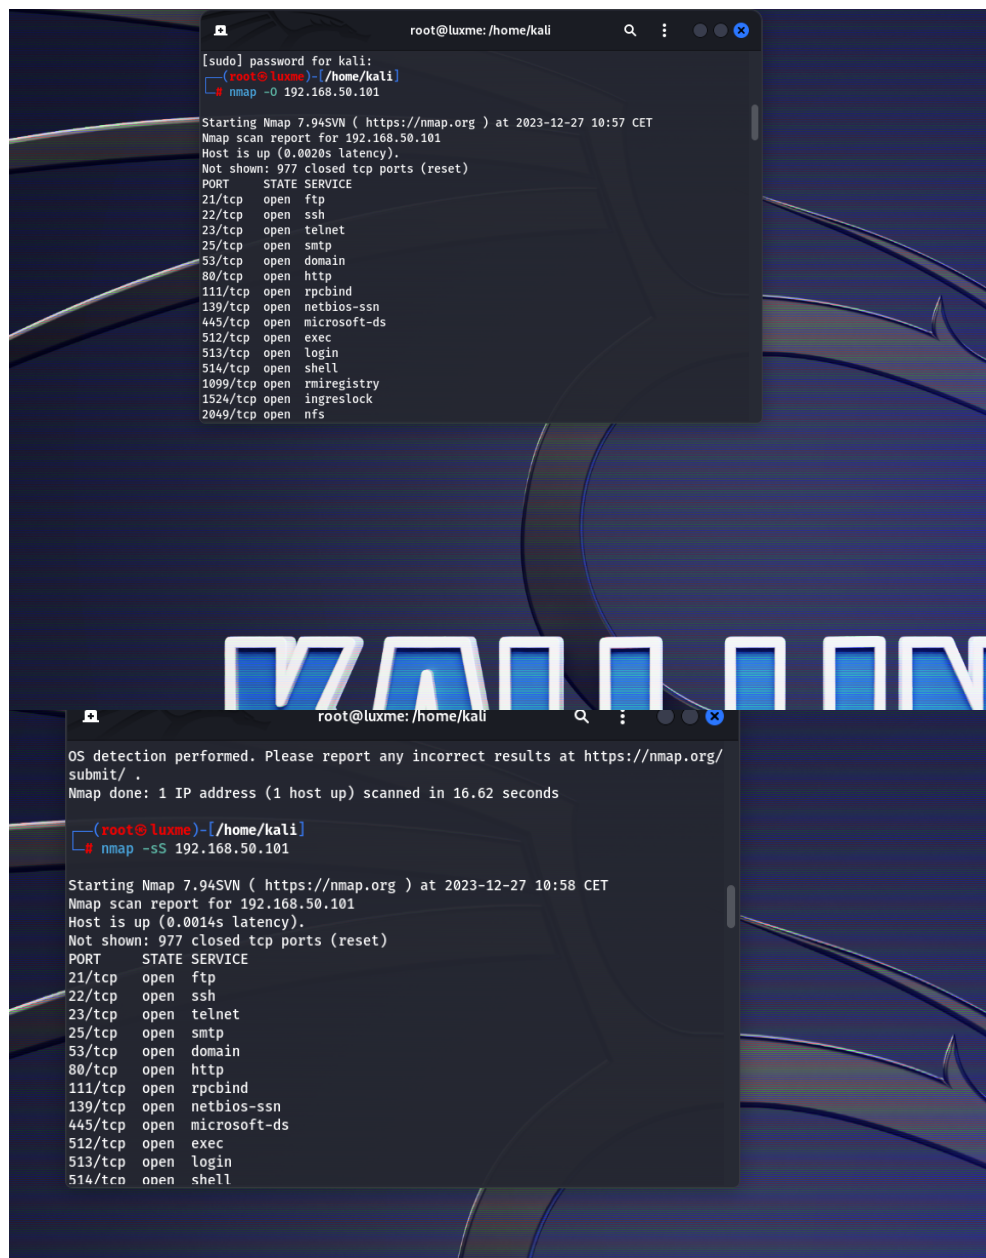 root@luxme: /home/kali
[sudo] password for kali:
┌──(root㉿luxme)-[/home/kali]
└─# nmap -O 192.168.50.101
Starting Nmap 7.94SVN ( https://nmap.org ) at 2023-12-27 10:57 CET
Nmap scan report for 192.168.50.101
Host is up (0.0020s latency).
Not shown: 977 closed tcp ports (reset)
PORT     STATE SERVICE
21/tcp   open  ftp
22/tcp   open  ssh
23/tcp   open  telnet
25/tcp   open  smtp
53/tcp   open  domain
80/tcp   open  http
111/tcp  open  rpcbind
139/tcp  open  netbios-ssn
445/tcp  open  microsoft-ds
512/tcp  open  exec
513/tcp  open  login
514/tcp  open  shell
1099/tcp open  rmiregistry
1524/tcp open  ingreslock
2049/tcp open  nfs
KALI LIN
root@luxme: /home/kali
OS detection performed. Please report any incorrect results at https://nmap.org/
submit/ .
Nmap done: 1 IP address (1 host up) scanned in 16.62 seconds
┌──(root㉿luxme)-[/home/kali]
└─# nmap -sS 192.168.50.101
Starting Nmap 7.94SVN ( https://nmap.org ) at 2023-12-27 10:58 CET
Nmap scan report for 192.168.50.101
Host is up (0.0014s latency).
Not shown: 977 closed tcp ports (reset)
PORT     STATE SERVICE
21/tcp   open  ftp
22/tcp   open  ssh
23/tcp   open  telnet
25/tcp   open  smtp
53/tcp   open  domain
80/tcp   open  http
111/tcp  open  rpcbind
139/tcp  open  netbios-ssn
445/tcp  open  microsoft-ds
512/tcp  open  exec
513/tcp  open  login
514/tcp  open  shell